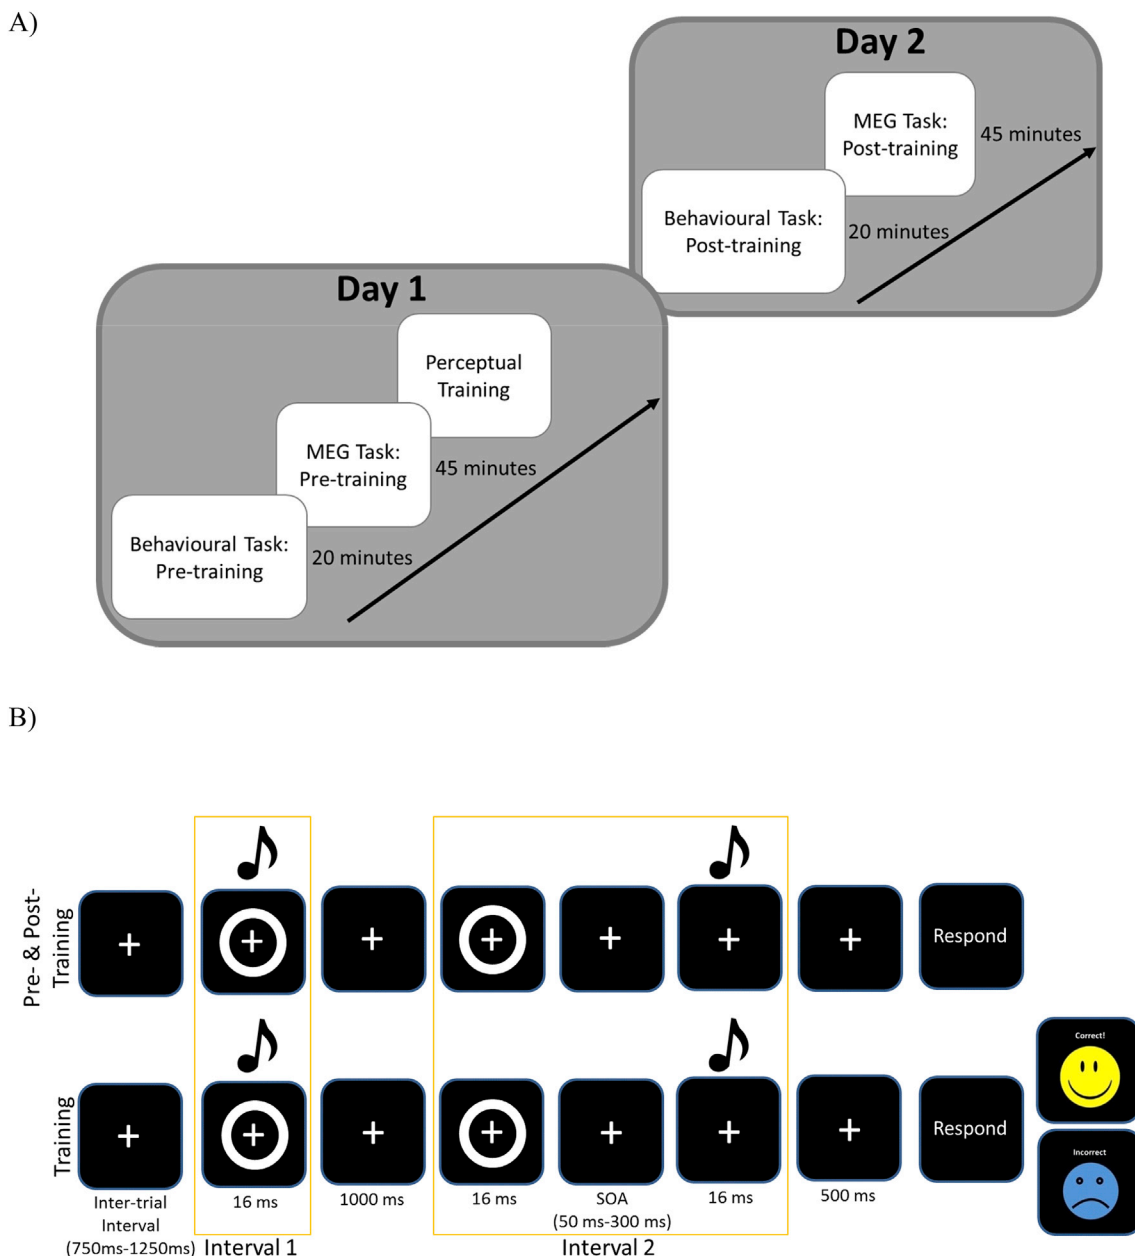 A)
Day 2
MEG Task:
Post-training
45 minutes
Behavioural Task:
Post-training
20 minutes
Day 1
Perceptual
Training
MEG Task:
Pre-training
45 minutes
Behavioural Task:
Pre-training
20 minutes
B)
Pre- & Post-
Training
Respond
Training
Respond
Correct!
Incorrect
Inter-trial
Interval
(750ms-1250ms)
16 ms
1000 ms
16 ms
SOA
(50 ms-300 ms)
16 ms
500 ms
Interval 1
Interval 2